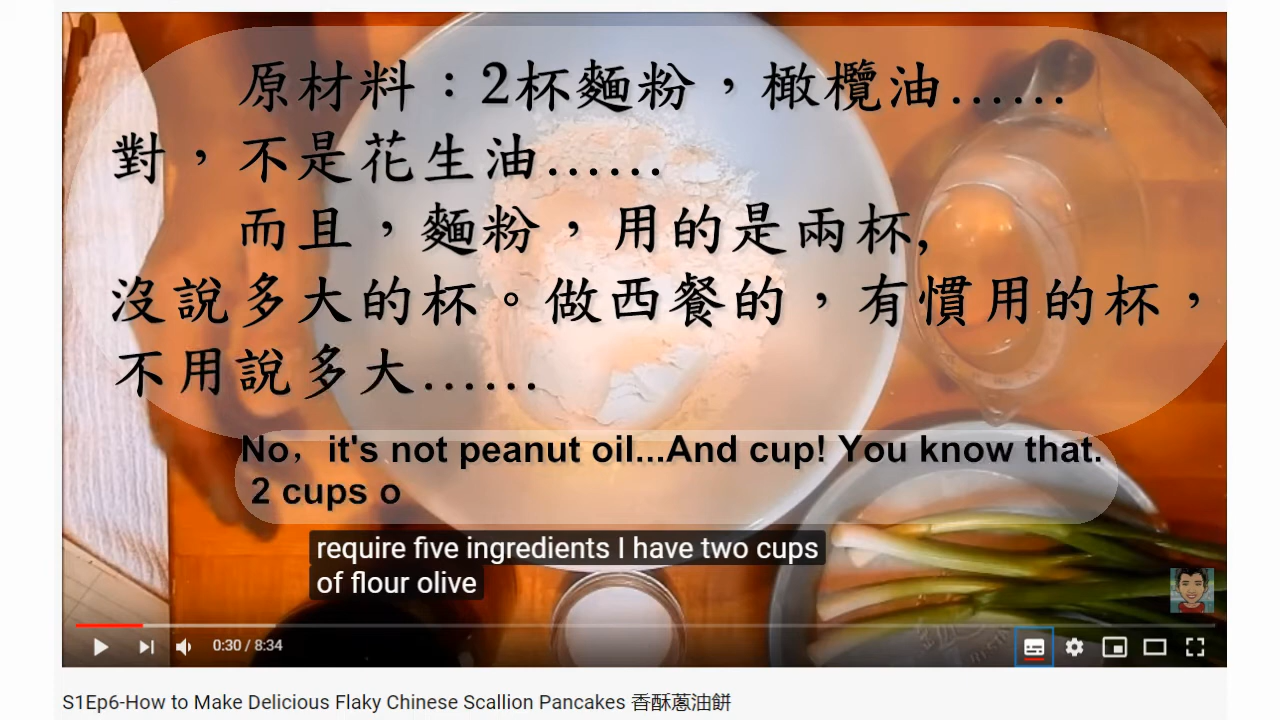 原材料：2杯麵粉，橄欖油......
對，不是花生油......
而且，麵粉，用的是兩杯,
沒說多大的杯。做西餐的，有慣用的杯，
不用說多大......
No，it's not peanut oil...And cup! You know that.
2 cups o
require five ingredients I have two cups
of flour olive
0:30 / 8:34
S1Ep6-How to Make Delicious Flaky Chinese Scallion Pancakes 香酥蔥油餅